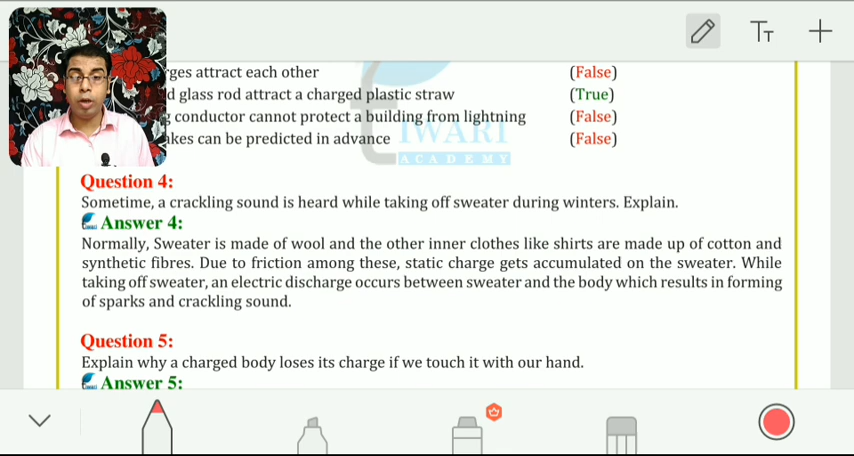 rges attract each other (False)
d glass rod attract a charged plastic straw (True)
g conductor cannot protect a building from lightning (False)
akes can be predicted in advance (False)
IWARI
ACADEMY
Question 4:
Sometime, a crackling sound is heard while taking off sweater during winters. Explain.
Answer 4:
Normally, Sweater is made of wool and the other inner clothes like shirts are made up of cotton and
synthetic fibres. Due to friction among these, static charge gets accumulated on the sweater. While
taking off sweater, an electric discharge occurs between sweater and the body which results in forming
of sparks and crackling sound.
Question 5:
Explain why a charged body loses its charge if we touch it with our hand.
Answer 5: